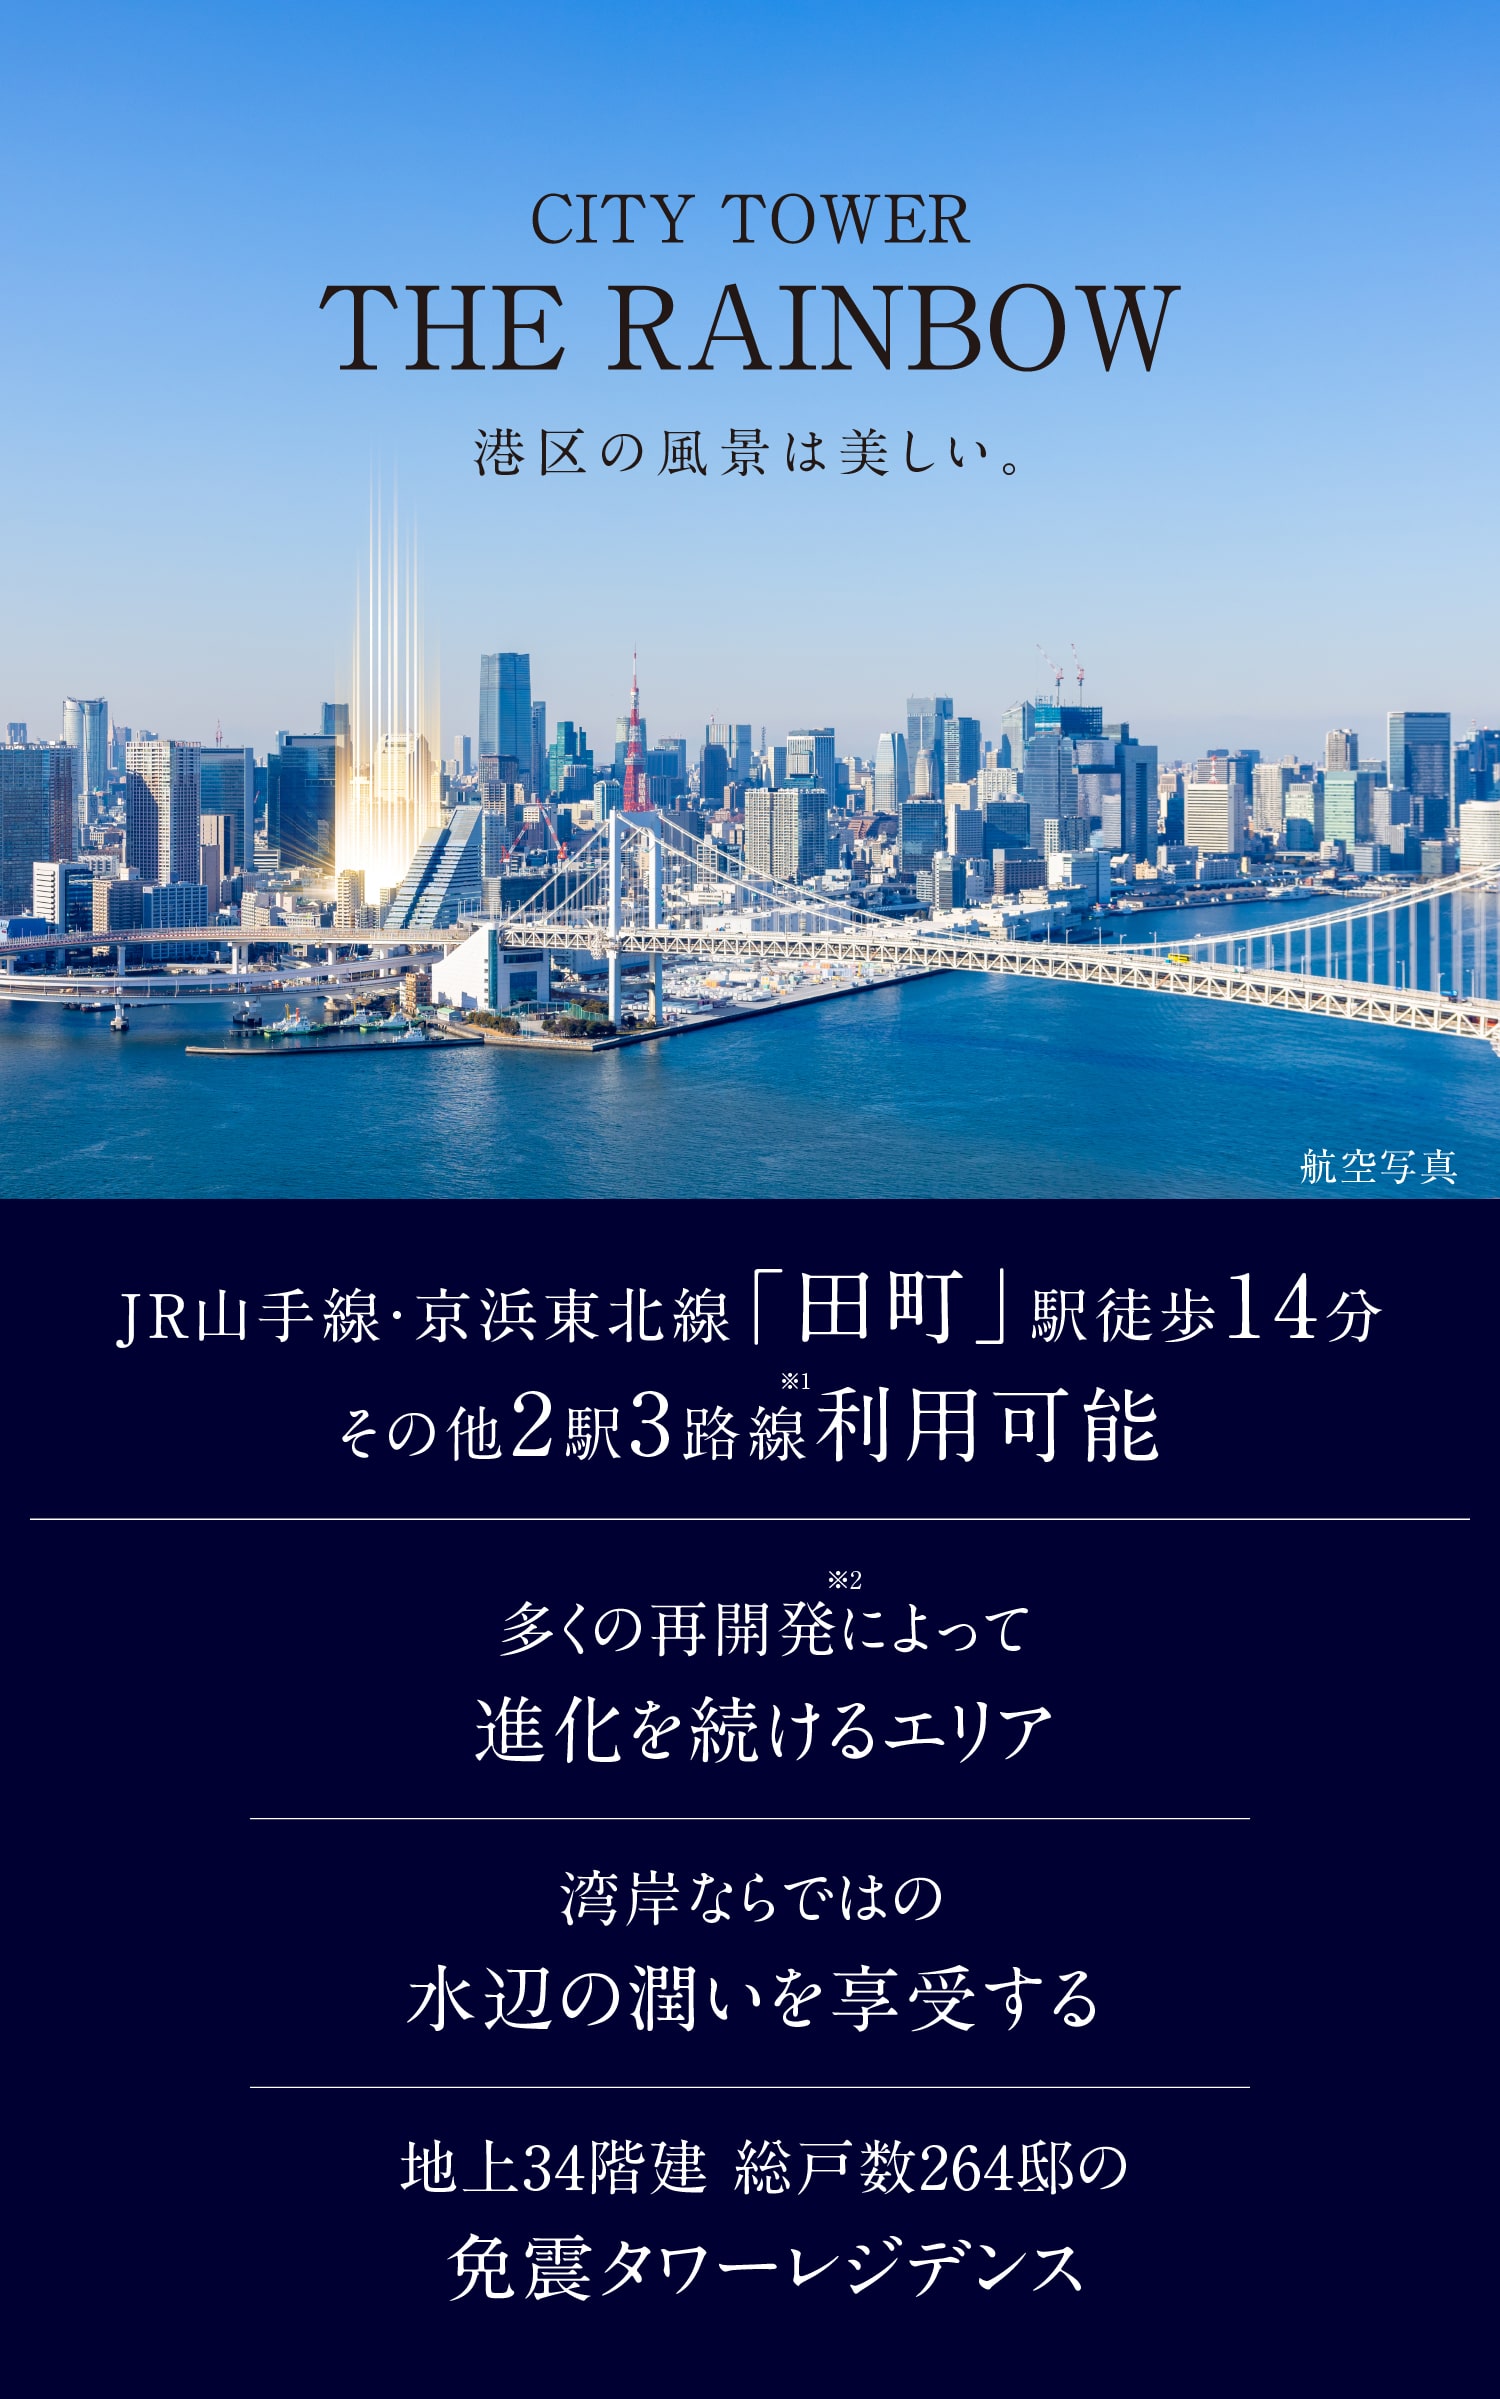 CITY TOWER
THE RAINBOW
港区の風景は美しい。
航空写真
JR山手線・京浜東北線「田町」駅徒歩14分
その他2駅3路線※1利用可能
多くの再開発※2によって
進化を続けるエリア
湾岸ならではの
水辺の潤いを享受する
地上34階建 総戸数264邸の
免震タワーレジデンス